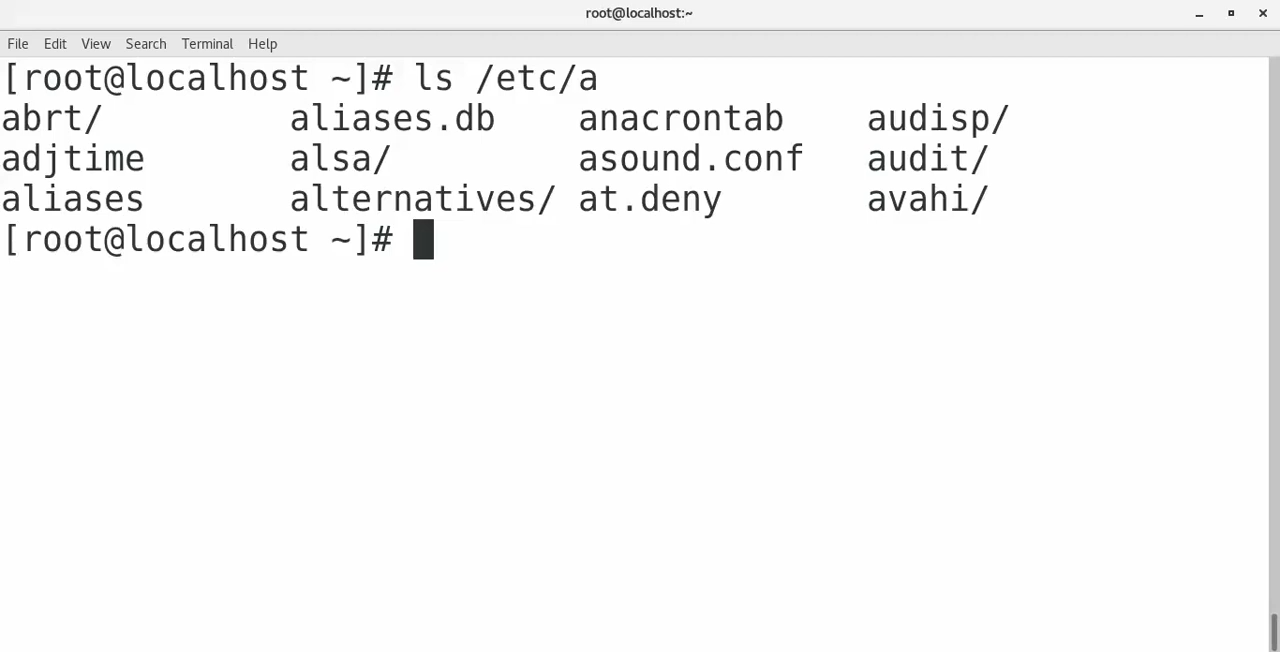 root@localhost:~
File Edit View Search Terminal Help
[root@localhost ~]# ls /etc/a
abrt/ aliases.db anacrontab audisp/
adjtime alsa/ asound.conf audit/
aliases alternatives/ at.deny avahi/
[root@localhost ~]#